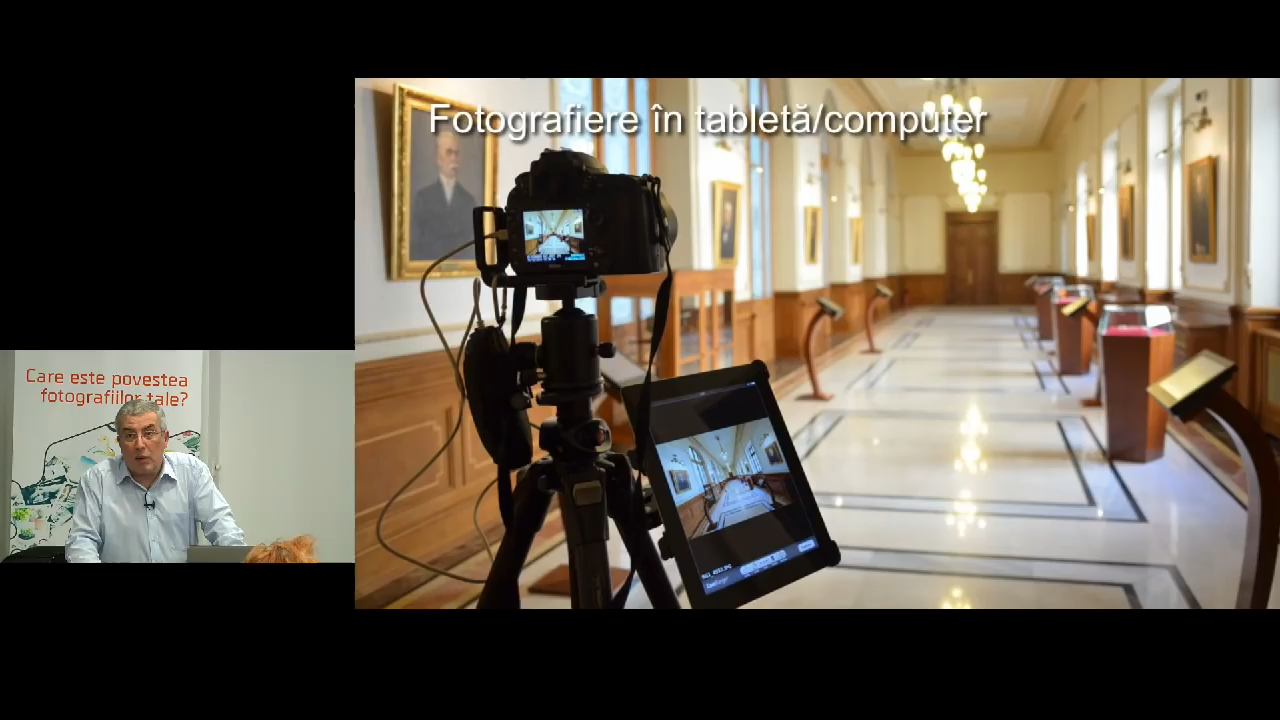 Fotografiere în tabletă/computer
Care este povestea
fotografiilor tale?